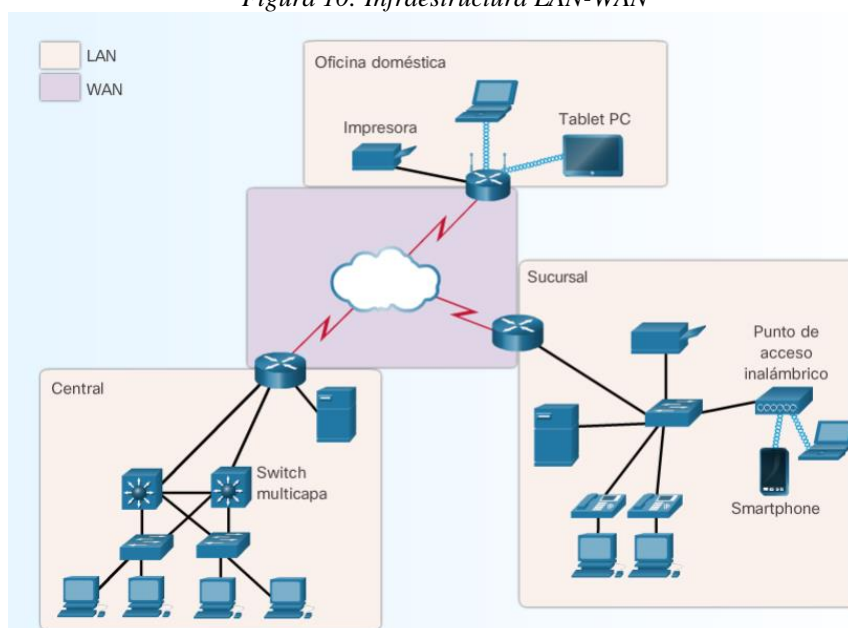 Figura 10: Infraestructura LAN-WAN
LAN
WAN
Oficina doméstica
Impresora
Tablet PC
Sucursal
Punto de
acceso
inalámbrico
Smartphone
Central
Switch
multicapa